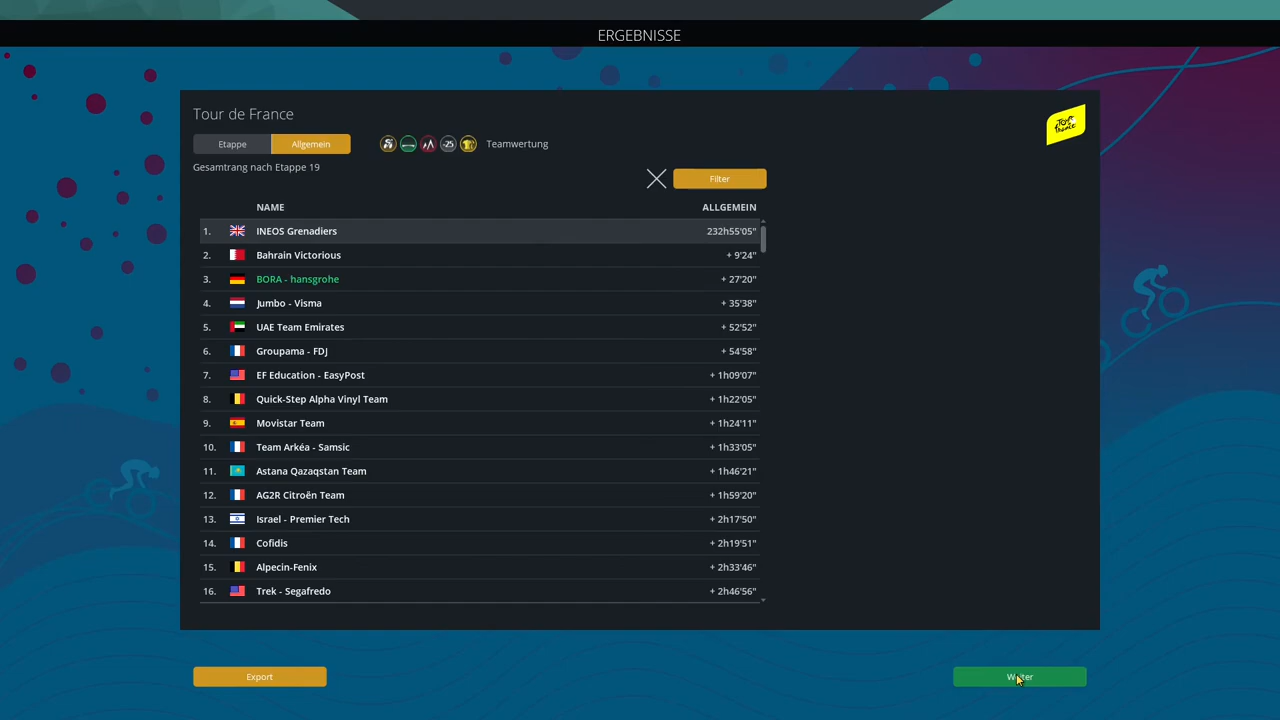 ERGEBNISSE
Tour de France
Etappe Allgemein -25 Teamwertung
Gesamtrang nach Etappe 19
Filter
NAME ALLGEMEIN
1. INEOS Grenadiers 232h55'05"
2. Bahrain Victorious + 9'24"
3. BORA - hansgrohe + 27'20"
4. Jumbo - Visma + 35'38"
5. UAE Team Emirates + 52'52"
6. Groupama - FDJ + 54'58"
7. EF Education - EasyPost + 1h09'07"
8. Quick-Step Alpha Vinyl Team + 1h22'05"
9. Movistar Team + 1h24'11"
10. Team Arkéa - Samsic + 1h33'05"
11. Astana Qazaqstan Team + 1h46'21"
12. AG2R Citroën Team + 1h59'20"
13. Israel - Premier Tech + 2h17'50"
14. Cofidis + 2h19'51"
15. Alpecin-Fenix + 2h33'46"
16. Trek - Segafredo + 2h46'56"
Export Weiter